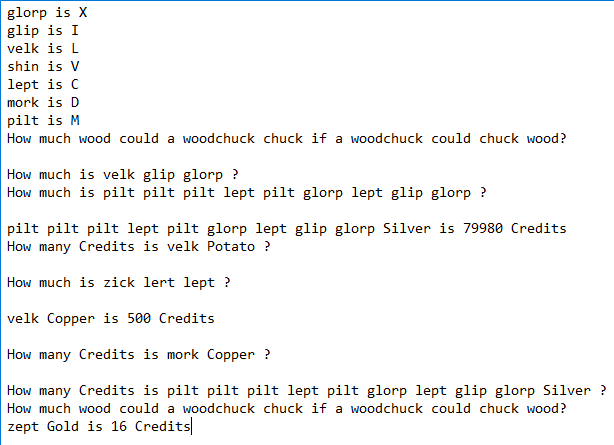 glorp is X
glip is I
velk is L
shin is V
lept is C
mork is D
pilt is M
How much wood could a woodchuck chuck if a woodchuck could chuck wood?
How much is velk glip glorp ?
How much is pilt pilt pilt lept pilt glorp lept glip glorp ?
pilt pilt pilt lept pilt glorp lept glip glorp Silver is 79980 Credits
How many Credits is velk Potato ?
How much is zick lert lept ?
velk Copper is 500 Credits
How many Credits is mork Copper ?
How many Credits is pilt pilt pilt lept pilt glorp lept glip glorp Silver ?
How much wood could a woodchuck chuck if a woodchuck could chuck wood?
zept Gold is 16 Credits